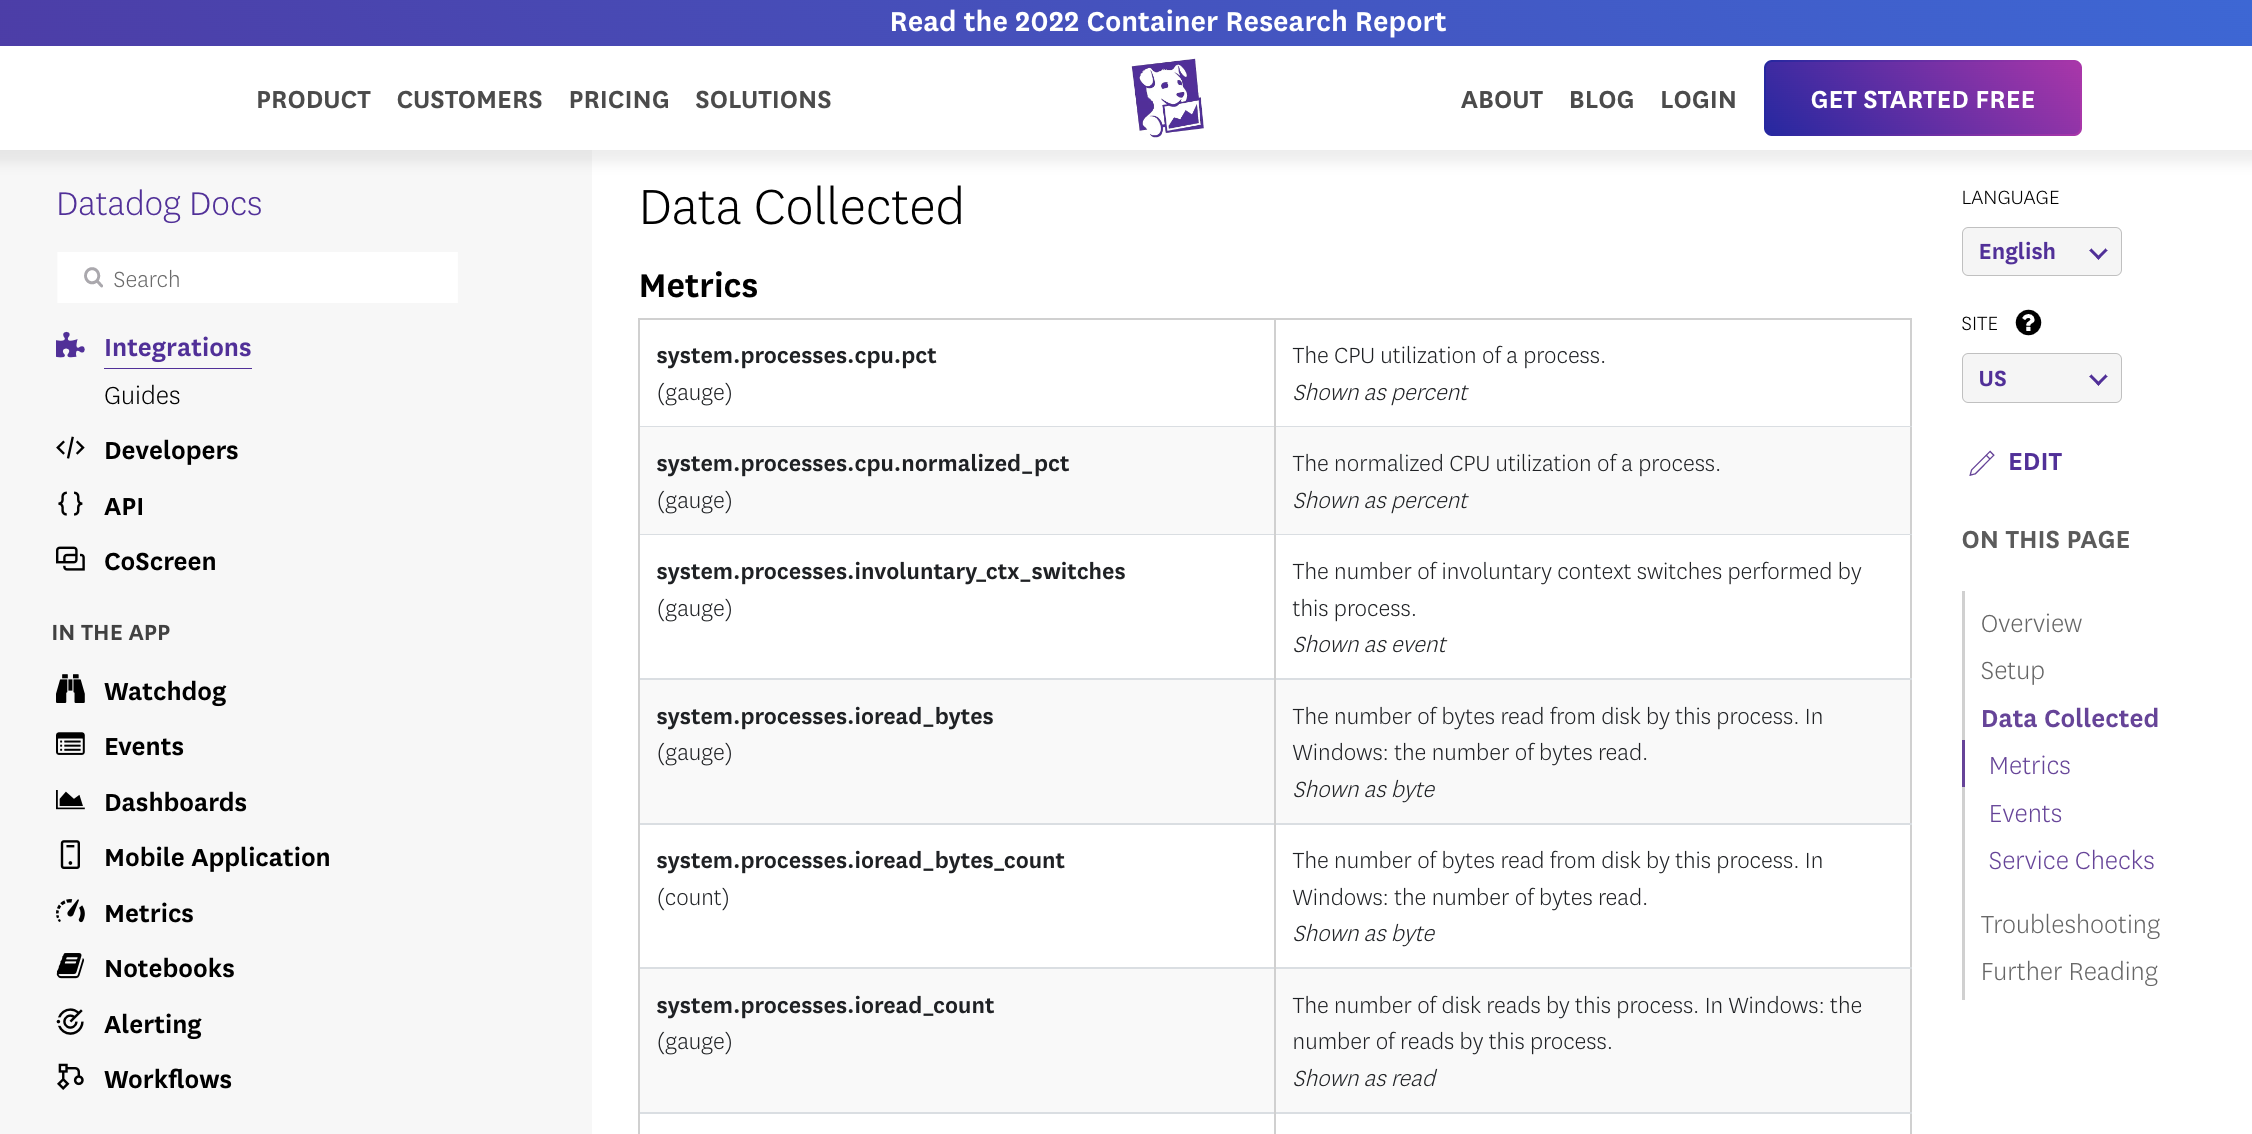 Read the 2022 Container Research Report
PRODUCT CUSTOMERS PRICING SOLUTIONS
ABOUT BLOG LOGIN GET STARTED FREE
Datadog Docs
Search
Integrations
Guides
Developers
API
CoScreen
IN THE APP
Watchdog
Events
Dashboards
Mobile Application
Metrics
Notebooks
Alerting
Workflows
Data Collected
Metrics
system.processes.cpu.pct
(gauge)
The CPU utilization of a process.
Shown as percent
system.processes.cpu.normalized_pct
(gauge)
The normalized CPU utilization of a process.
Shown as percent
system.processes.involuntary_ctx_switches
(gauge)
The number of involuntary context switches performed by
this process.
Shown as event
system.processes.ioread_bytes
(gauge)
The number of bytes read from disk by this process. In
Windows: the number of bytes read.
Shown as byte
system.processes.ioread_bytes_count
(count)
The number of bytes read from disk by this process. In
Windows: the number of bytes read.
Shown as byte
system.processes.ioread_count
(gauge)
The number of disk reads by this process. In Windows: the
number of reads by this process.
Shown as read
LANGUAGE
English
SITE ?
US
EDIT
ON THIS PAGE
Overview
Setup
Data Collected
Metrics
Events
Service Checks
Troubleshooting
Further Reading